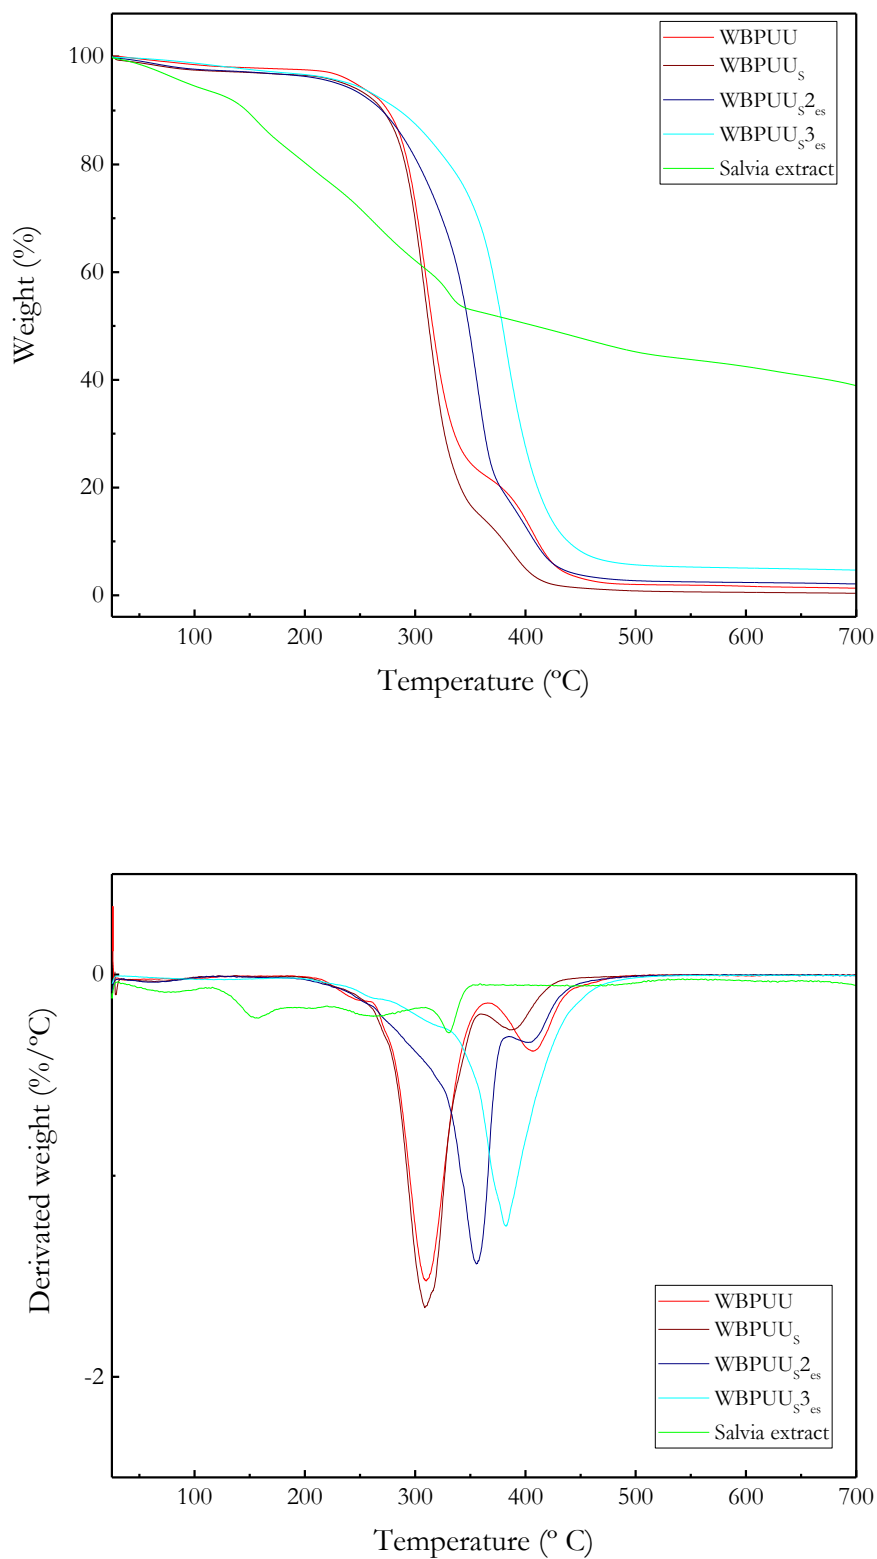 100
80
60
40
20
0
Weight (%)
WBPUU
WBPUUS
WBPUUS2es
WBPUUS3es
Salvia extract
100 200 300 400 500 600 700
Temperature (ºC)
0
-2
Derivated weight (%/ºC)
WBPUU
WBPUUS
WBPUUS2es
WBPUUS3es
Salvia extract
100 200 300 400 500 600 700
Temperature (º C)